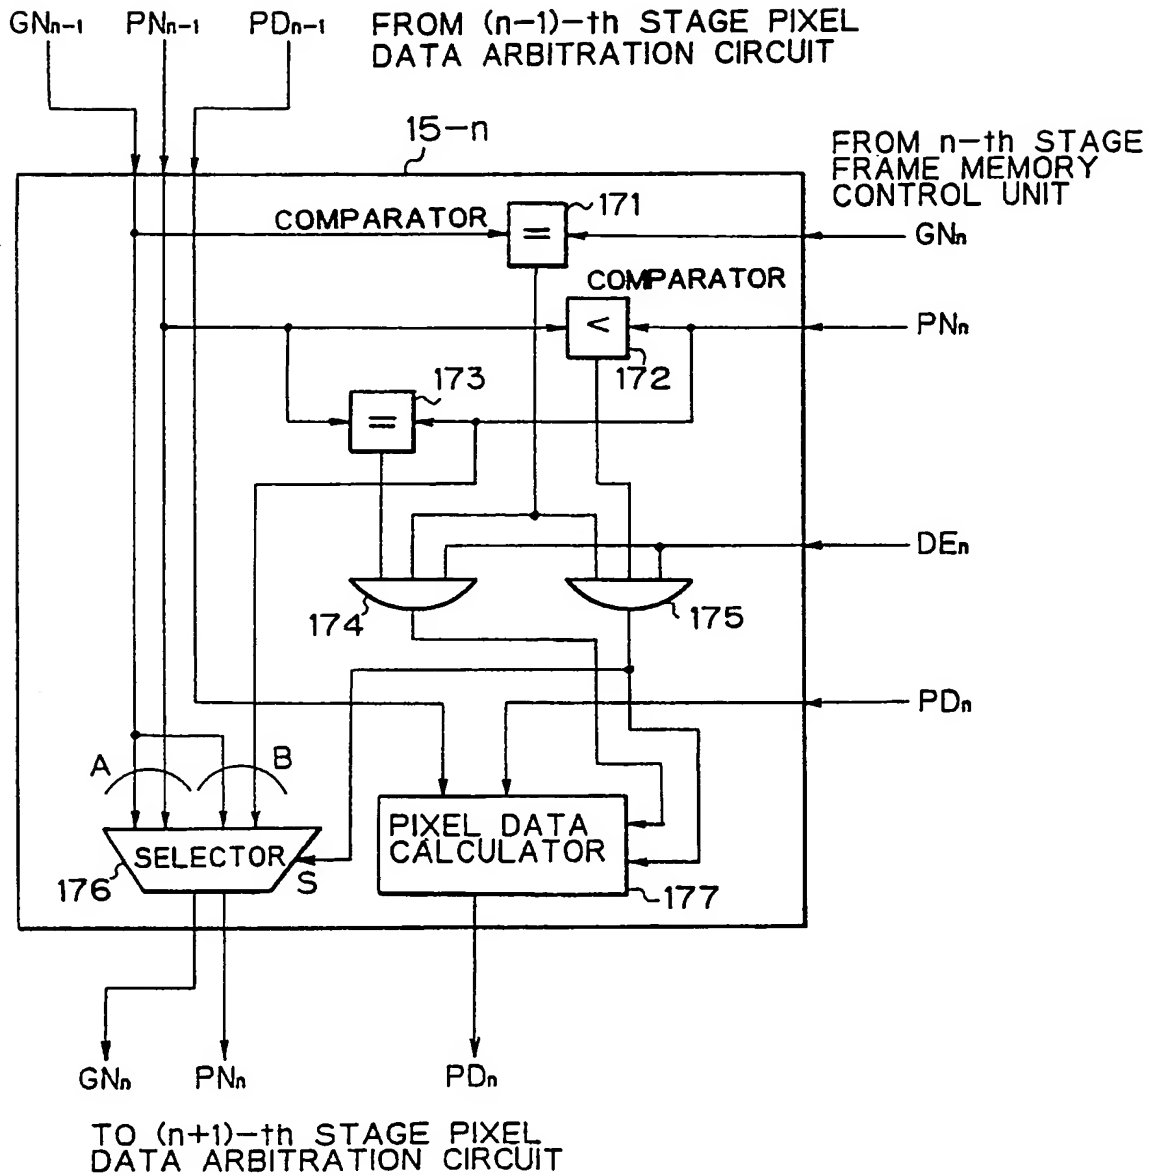 GNn-1 PNn-1 PDn-1 FROM (n-1)-th STAGE PIXEL
DATA ARBITRATION CIRCUIT
15-n
FROM n-th STAGE
FRAME MEMORY
CONTROL UNIT
COMPARATOR
=
171
GNn
COMPARATOR
<
172
PNn
173
=
DEn
174
175
PDn
A
B
SELECTOR
S
176
PIXEL DATA
CALCULATOR
177
GNn PNn PDn
TO (n+1)-th STAGE PIXEL
DATA ARBITRATION CIRCUIT